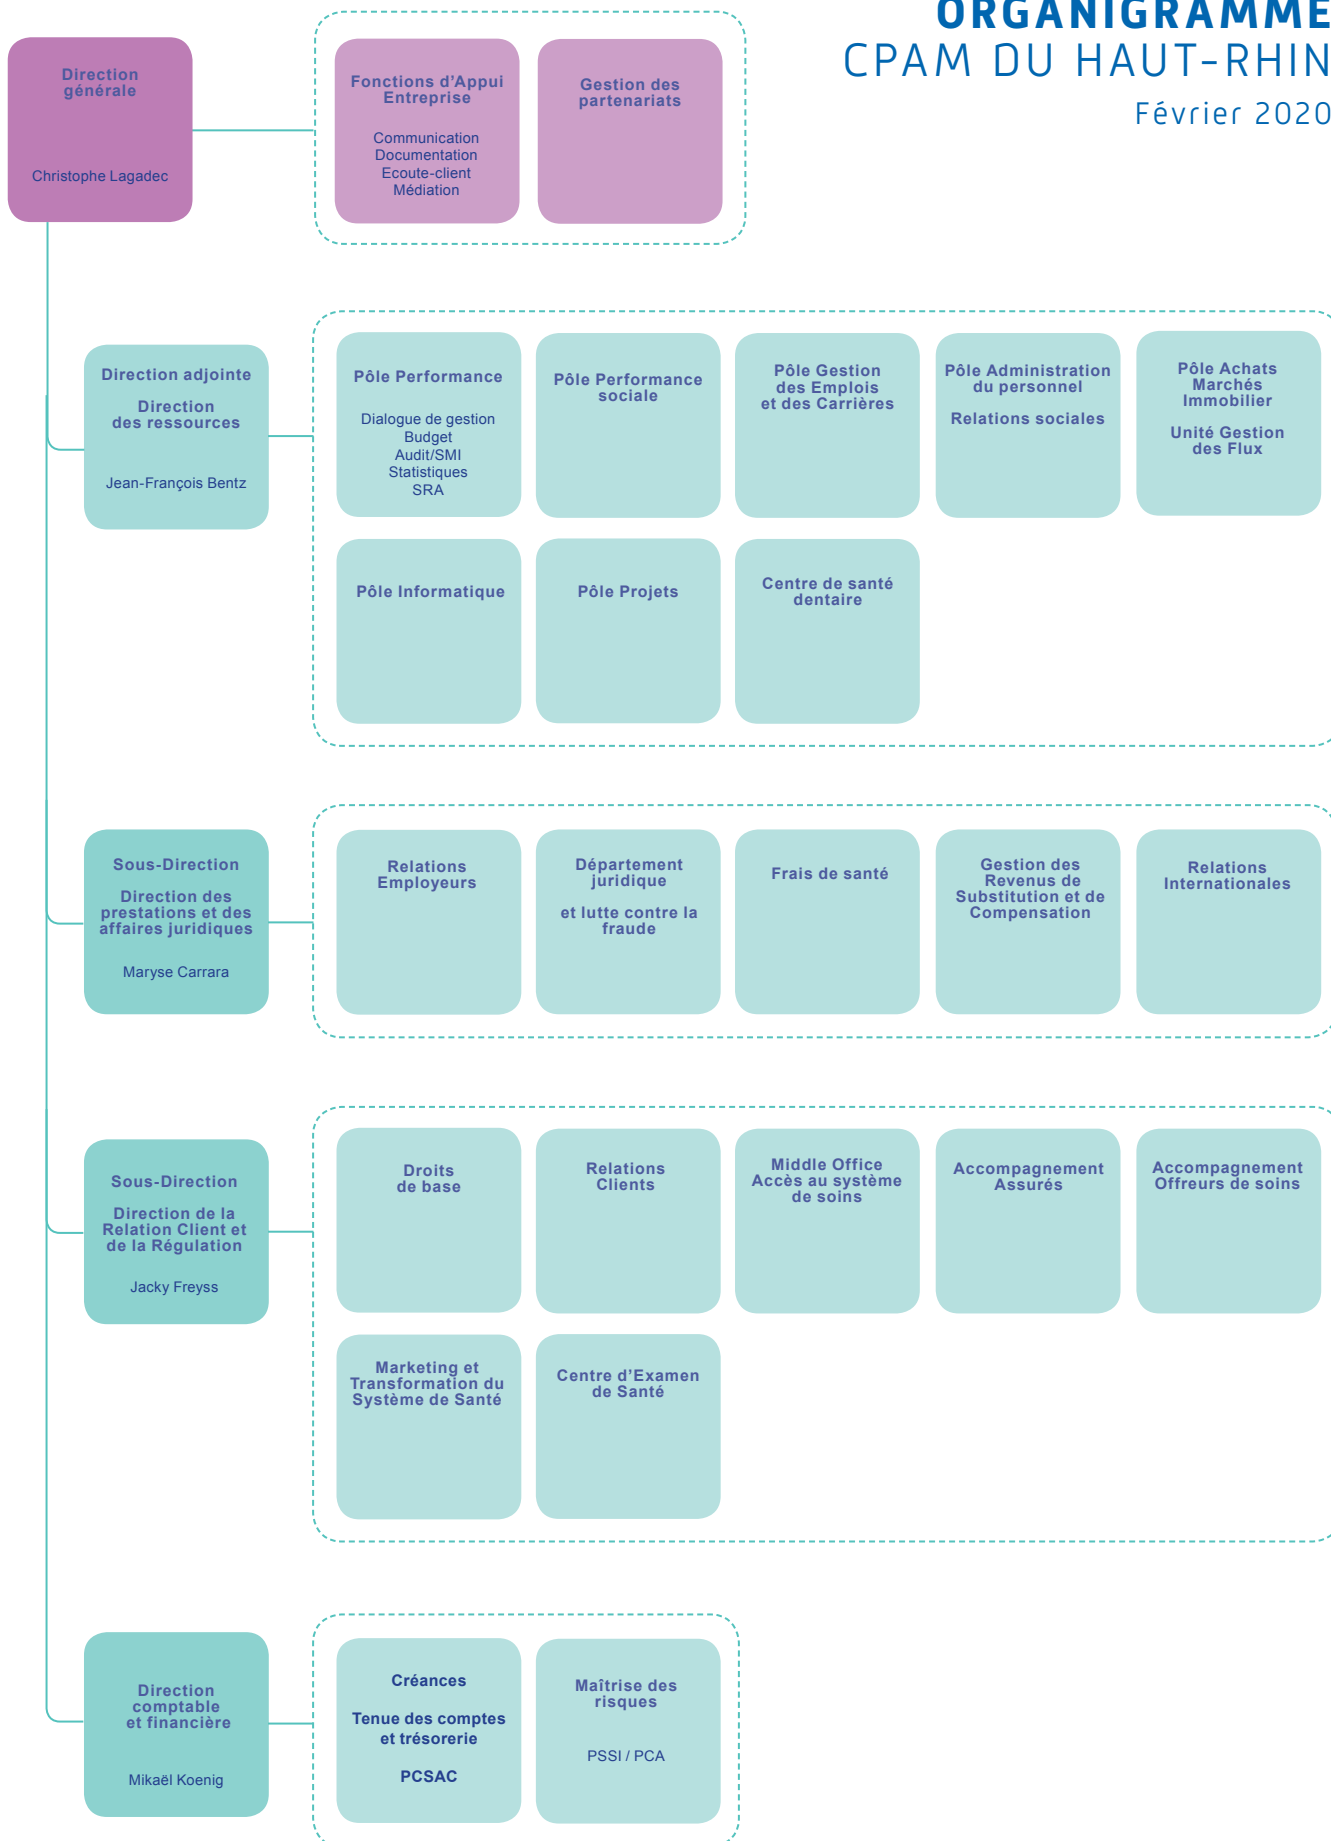 ORGANIGRAMME
CPAM DU HAUT-RHIN
Février 2020
Direction
générale
Christophe Lagadec
Fonctions d'Appui
Entreprise
Communication
Documentation
Ecoute-client
Médiation
Gestion des
partenariats
Direction adjointe
Direction
des ressources
Jean-François Bentz
Pôle Performance
Dialogue de gestion
Budget
Audit/SMI
Statistiques
SRA
Pôle Performance
sociale
Pôle Gestion
des Emplois
et des Carrières
Pôle Administration
du personnel
Relations sociales
Pôle Achats
Marchés
Immobilier
Unité Gestion
des Flux
Pôle Informatique
Pôle Projets
Centre de santé
dentaire
Sous-Direction
Direction des
prestations et des
affaires juridiques
Maryse Carrara
Relations
Employeurs
Département
juridique
et lutte contre la
fraude
Frais de santé
Gestion des
Revenus de
Substitution et de
Compensation
Relations
Internationales
Sous-Direction
Direction de la
Relation Client et
de la Régulation
Jacky Freyss
Droits
de base
Relations
Clients
Middle Office
Accès au système
de soins
Accompagnement
Assurés
Accompagnement
Offreurs de soins
Marketing et
Transformation du
Système de Santé
Centre d'Examen
de Santé
Direction
comptable
et financière
Mikaël Koenig
Créances
Tenue des comptes
et trésorerie
PCSAC
Maîtrise des
risques
PSSI / PCA